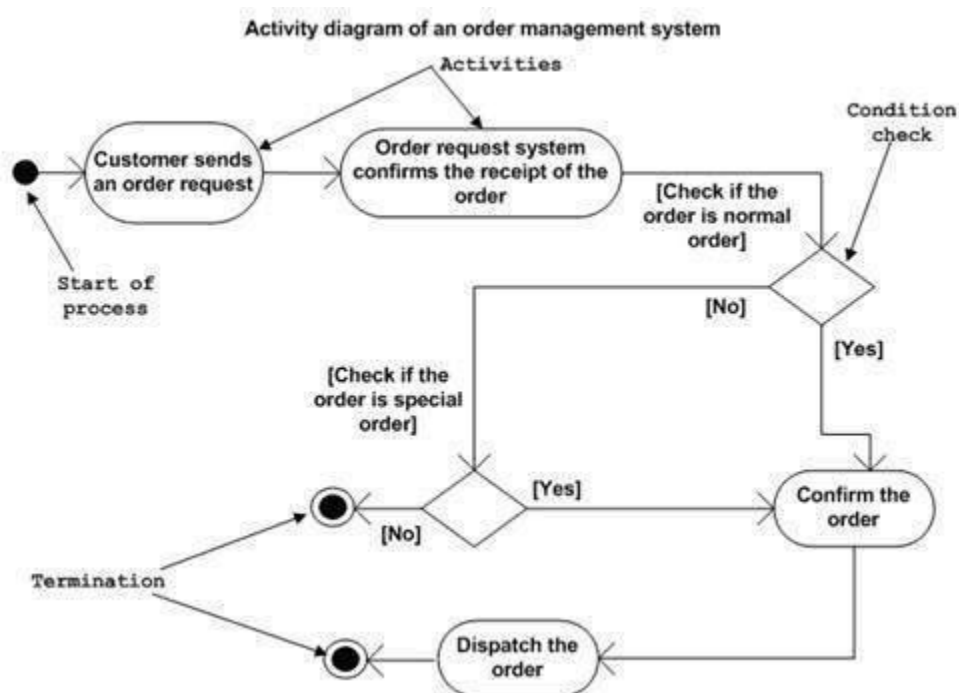 Activity diagram of an order management system
Activities
Condition
check
Customer sends
an order request
Order request system
confirms the receipt of the
order
[Check if the
order is normal
order]
Start of
process
[No]
[Yes]
[Check if the
order is special
order]
[Yes]
[No]
Confirm the
order
Termination
Dispatch the
order